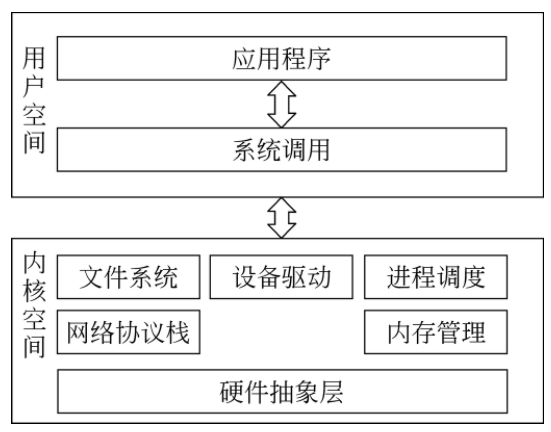 用户空间
应用程序
系统调用
内核空间
文件系统
设备驱动
进程调度
网络协议栈
内存管理
硬件抽象层